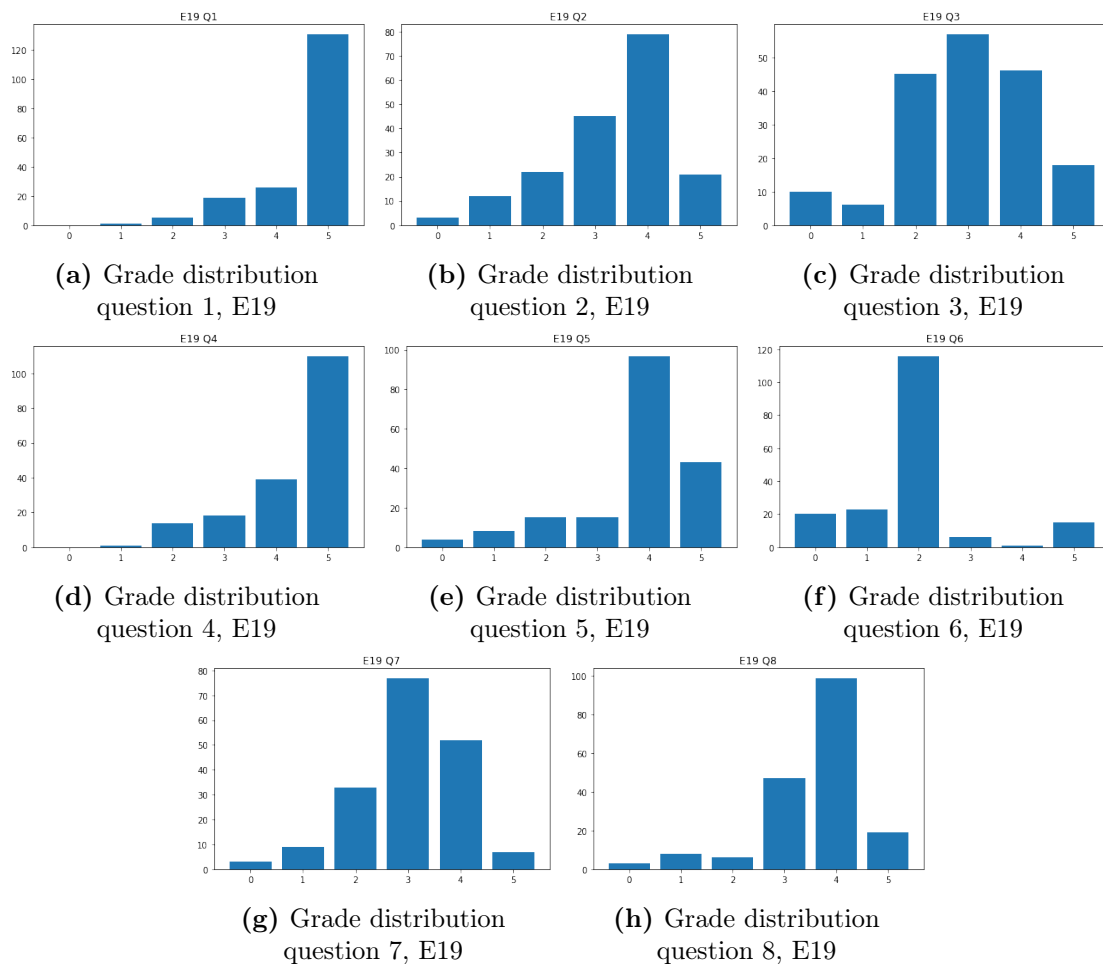 E19 Q1
120
100
80
60
40
20
0
0 1 2 3 4 5
(a) Grade distribution
question 1, E19
E19 Q2
80
70
60
50
40
30
20
10
0
0 1 2 3 4 5
(b) Grade distribution
question 2, E19
E19 Q3
50
40
30
20
10
0
0 1 2 3 4 5
(c) Grade distribution
question 3, E19
E19 Q4
100
80
60
40
20
0
0 1 2 3 4 5
(d) Grade distribution
question 4, E19
E19 Q5
100
80
60
40
20
0
0 1 2 3 4 5
(e) Grade distribution
question 5, E19
E19 Q6
120
100
80
60
40
20
0
0 1 2 3 4 5
(f) Grade distribution
question 6, E19
E19 Q7
80
70
60
50
40
30
20
10
0
0 1 2 3 4 5
(g) Grade distribution
question 7, E19
E19 Q8
100
80
60
40
20
0
0 1 2 3 4 5
(h) Grade distribution
question 8, E19